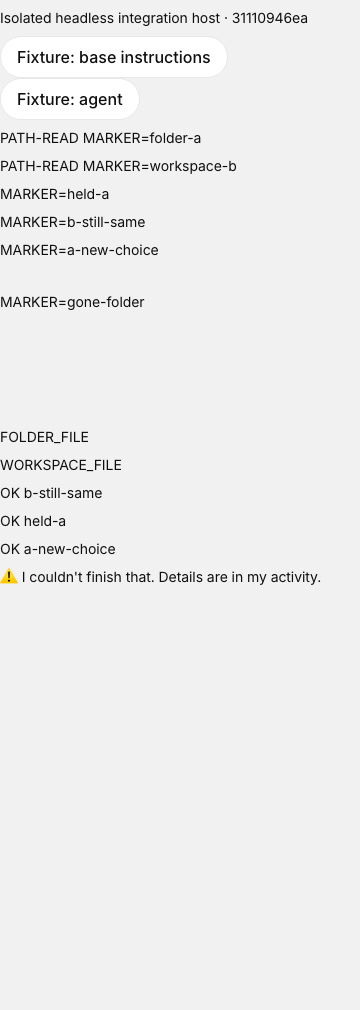 Isolated headless integration host · 31110946ea
Fixture: base instructions
Fixture: agent
PATH-READ MARKER=folder-a
PATH-READ MARKER=workspace-b
MARKER=held-a
MARKER=b-still-same
MARKER=a-new-choice
MARKER=gone-folder
FOLDER_FILE
WORKSPACE_FILE
OK b-still-same
OK held-a
OK a-new-choice
⚠️ I couldn't finish that. Details are in my activity.